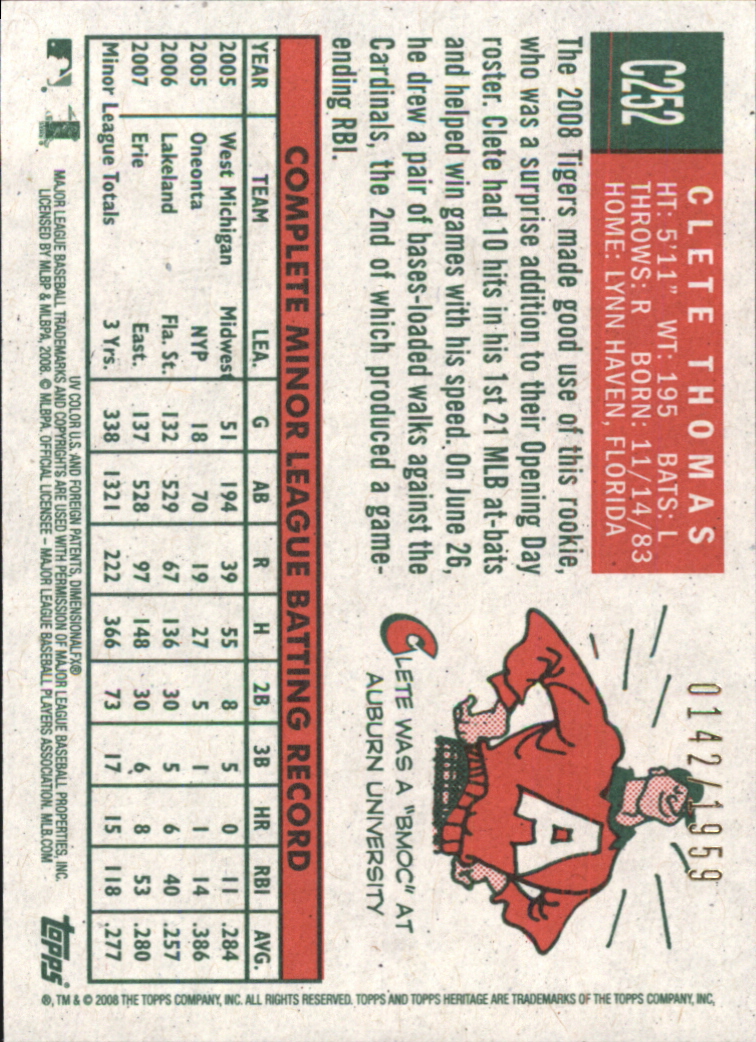 C252
CLETE THOMAS
HT: 5'11" WT: 195 BATS: L
THROWS: R BORN: 11/14/83
HOME: LYNN HAVEN, FLORIDA
0142/1959
The 2008 Tigers made good use of this rookie,
who was a surprise addition to their Opening Day
roster. Clete had 10 hits in his 1st 21 MLB at-bats
and helped win games with his speed. On June 26,
he drew a pair of bases-loaded walks against the
Cardinals, the 2nd of which produced a game-
ending RBI.
A
CLETE WAS A "BMOC" AT
AUBURN UNIVERSITY
COMPLETE MINOR LEAGUE BATTING RECORD
YEAR TEAM LEA. G AB R H 2B 3B HR RBI AVG.
2005 West Michigan Midwest 51 194 39 55 8 5 0 11 .284
2005 Oneonta NYP 18 70 19 27 5 1 1 14 .386
2006 Lakeland Fla. St. 132 529 67 136 30 5 6 40 .257
2007 Erie East. 137 528 97 148 30 6 8 53 .280
Minor League Totals 3 Yrs. 338 1321 222 366 73 17 15 118 .277
UV COLOR U.S. AND FOREIGN PATENTS, DIMENSIONALFX®
MAJOR LEAGUE BASEBALL TRADEMARKS AND COPYRIGHTS ARE USED WITH PERMISSION OF MAJOR LEAGUE BASEBALL PROPERTIES, INC.
LICENSED BY MLBP & MLBPA, 2008. © MLBPA. OFFICIAL LICENSEE – MAJOR LEAGUE BASEBALL PLAYERS ASSOCIATION. MLB.COM
topps
®, TM & © 2008 THE TOPPS COMPANY, INC. ALL RIGHTS RESERVED. TOPPS AND TOPPS HERITAGE ARE TRADEMARKS OF THE TOPPS COMPANY, INC.